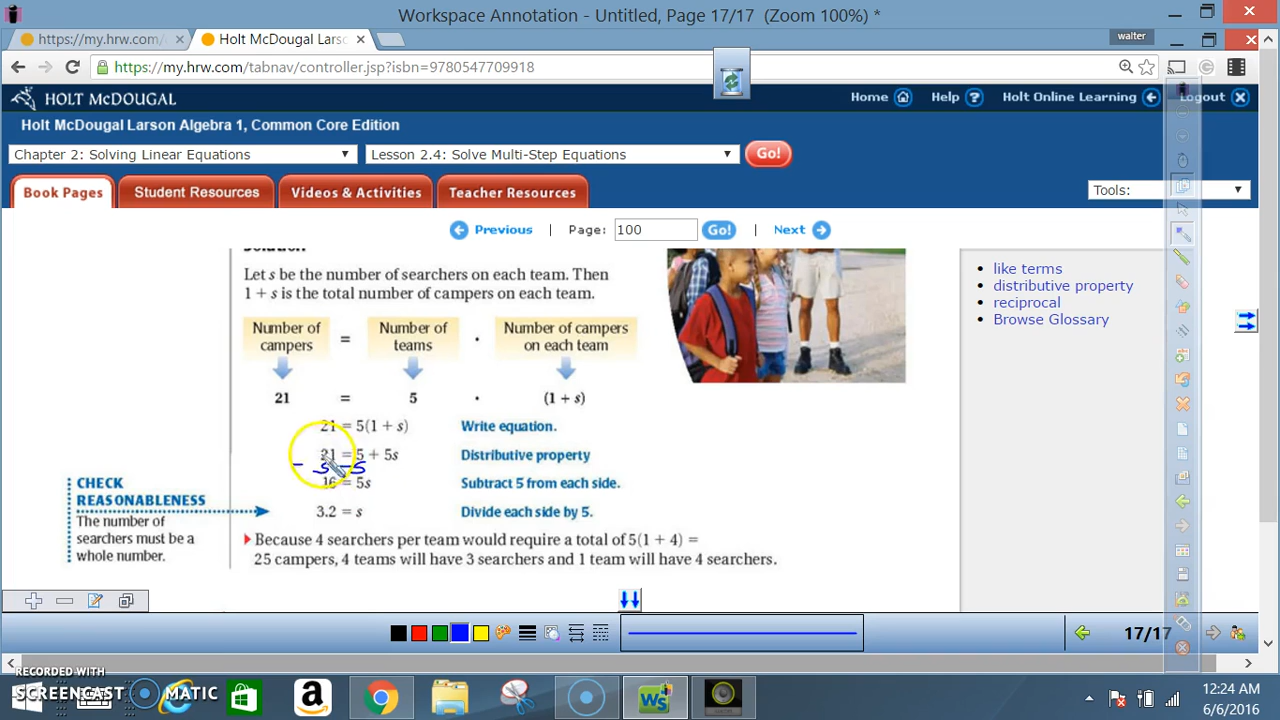 Workspace Annotation - Untitled, Page 17/17 (Zoom 100%) *
https://my.hrw.com/ ×
Holt McDougal Lars ×
walter
https://my.hrw.com/tabnav/controller.jsp?isbn=9780547709918
HOLT MCDOUGAL
Home
Help ?
Holt Online Learning
Logout X
Holt McDougal Larson Algebra 1, Common Core Edition
Chapter 2: Solving Linear Equations
Lesson 2.4: Solve Multi-Step Equations
Go!
Book Pages
Student Resources
Videos & Activities
Teacher Resources
Tools:
Previous | Page: 100 Go! | Next
Solution
Let s be the number of searchers on each team. Then
1 + s is the total number of campers on each team.
Number of campers = Number of teams · Number of campers on each team
21 = 5 · (1 + s)
21 = 5(1 + s) Write equation.
21 = 5 + 5s Distributive property
- 5 -5
16 = 5s Subtract 5 from each side.
3.2 = s Divide each side by 5.
CHECK
REASONABLENESS
The number of
searchers must be a
whole number.
Because 4 searchers per team would require a total of 5(1 + 4) =
25 campers, 4 teams will have 3 searchers and 1 team will have 4 searchers.
• like terms
• distributive property
• reciprocal
• Browse Glossary
17/17
RECORDED WITH
SCREENCAST MATIC
a
WS
12:24 AM
6/6/2016